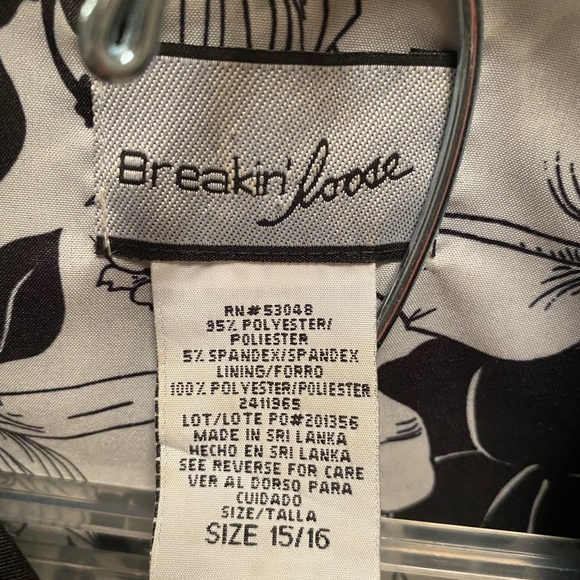 Breakin' loose
RN#53048
95% POLYESTER/
POLIESTER
5% SPANDEX/SPANDEX
LINING/FORRO
100% POLYESTER/POLIESTER
2411965
LOT/LOTE PO#201356
MADE IN SRI LANKA
HECHO EN SRI LANKA
SEE REVERSE FOR CARE
VER AL DORSO PARA
CUIDADO
SIZE/TALLA
SIZE 15/16